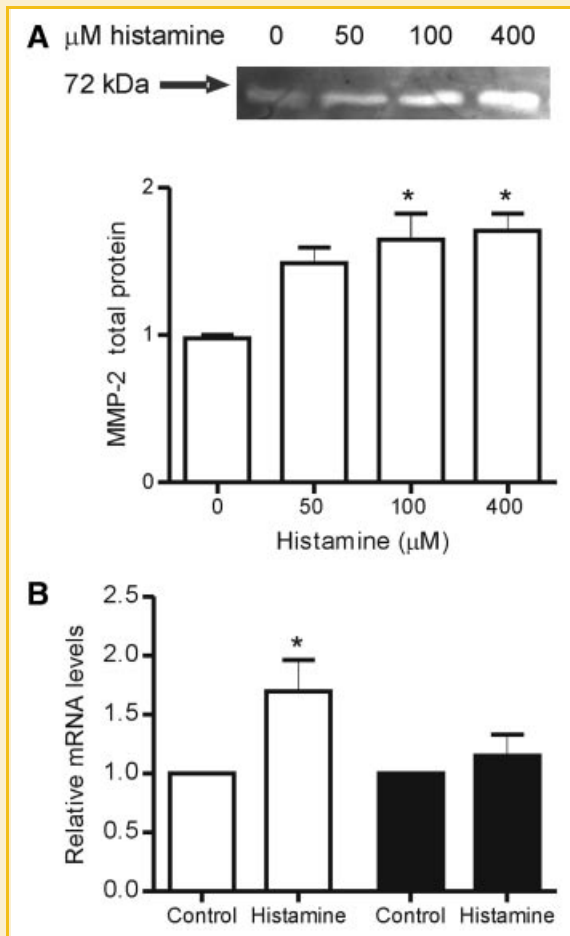 A μM histamine 0 50 100 400
72 kDa
2
* *
MMP-2 total protein
1
0
0 50 100 400
Histamine (μM)
B
2.5
*
2.0
Relative mRNA levels
1.5
1.0
0.5
0.0
Control Histamine Control Histamine